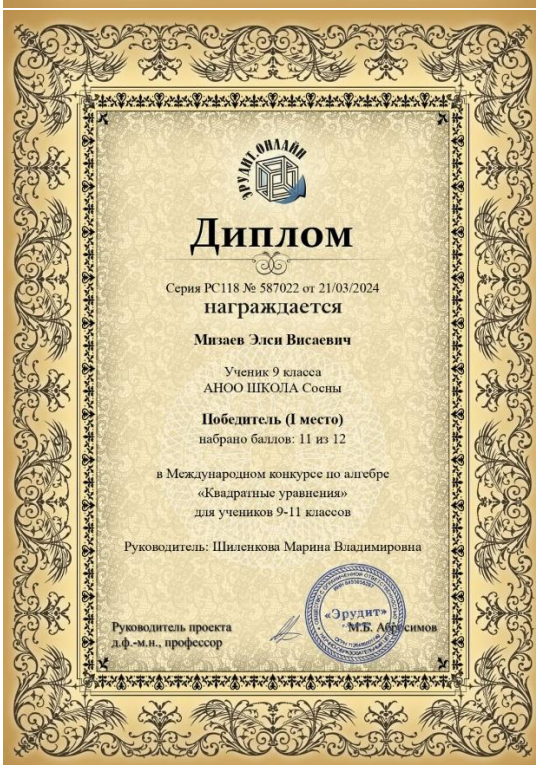 ЭРУДИТ.ОНЛАЙН
Диплом
Серия РС118 № 587022 от 21/03/2024
награждается
Мизаев Элси Висаевич
Ученик 9 класса
АНОО ШКОЛА Сосны
Победитель (I место)
набрано баллов: 11 из 12
в Международном конкурсе по алгебре
«Квадратные уравнения»
для учеников 9-11 классов
Руководитель: Шиленкова Марина Владимировна
«Эрудит»
Руководитель проекта
М.Б. Абросимов
д.ф.-м.н., профессор